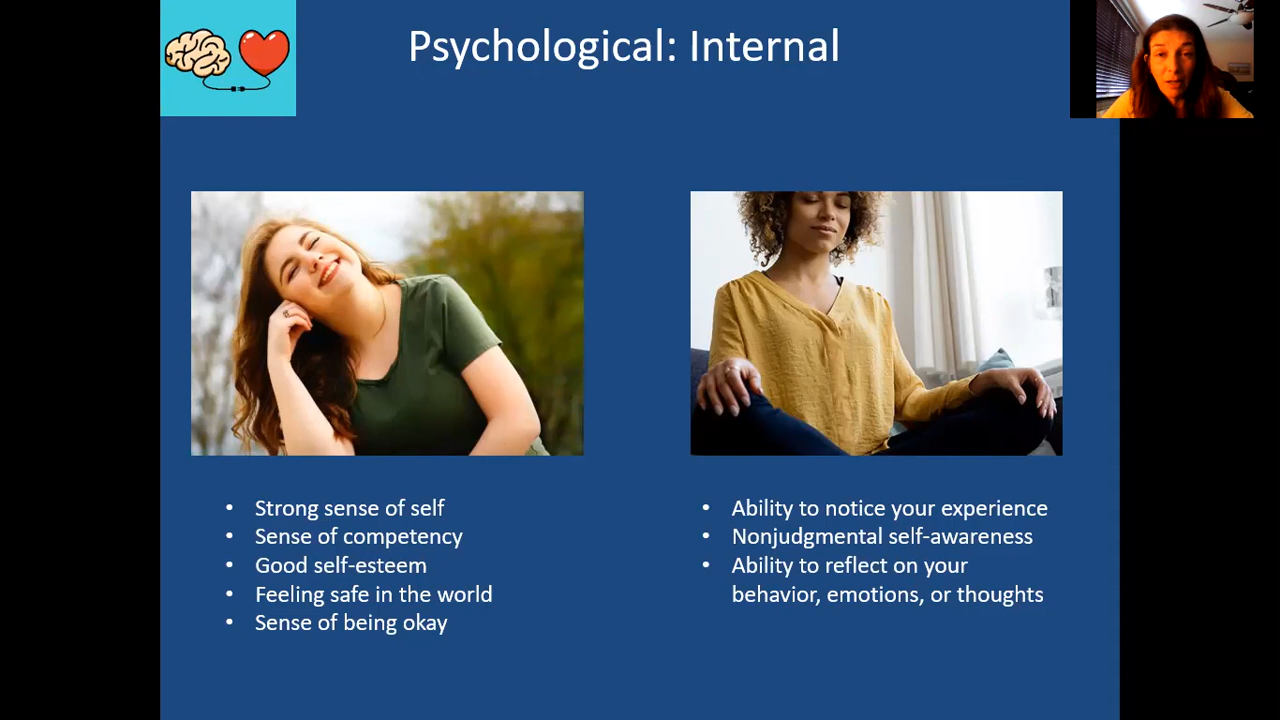 Psychological: Internal
• Strong sense of self
• Sense of competency
• Good self-esteem
• Feeling safe in the world
• Sense of being okay
• Ability to notice your experience
• Nonjudgmental self-awareness
• Ability to reflect on your
behavior, emotions, or thoughts